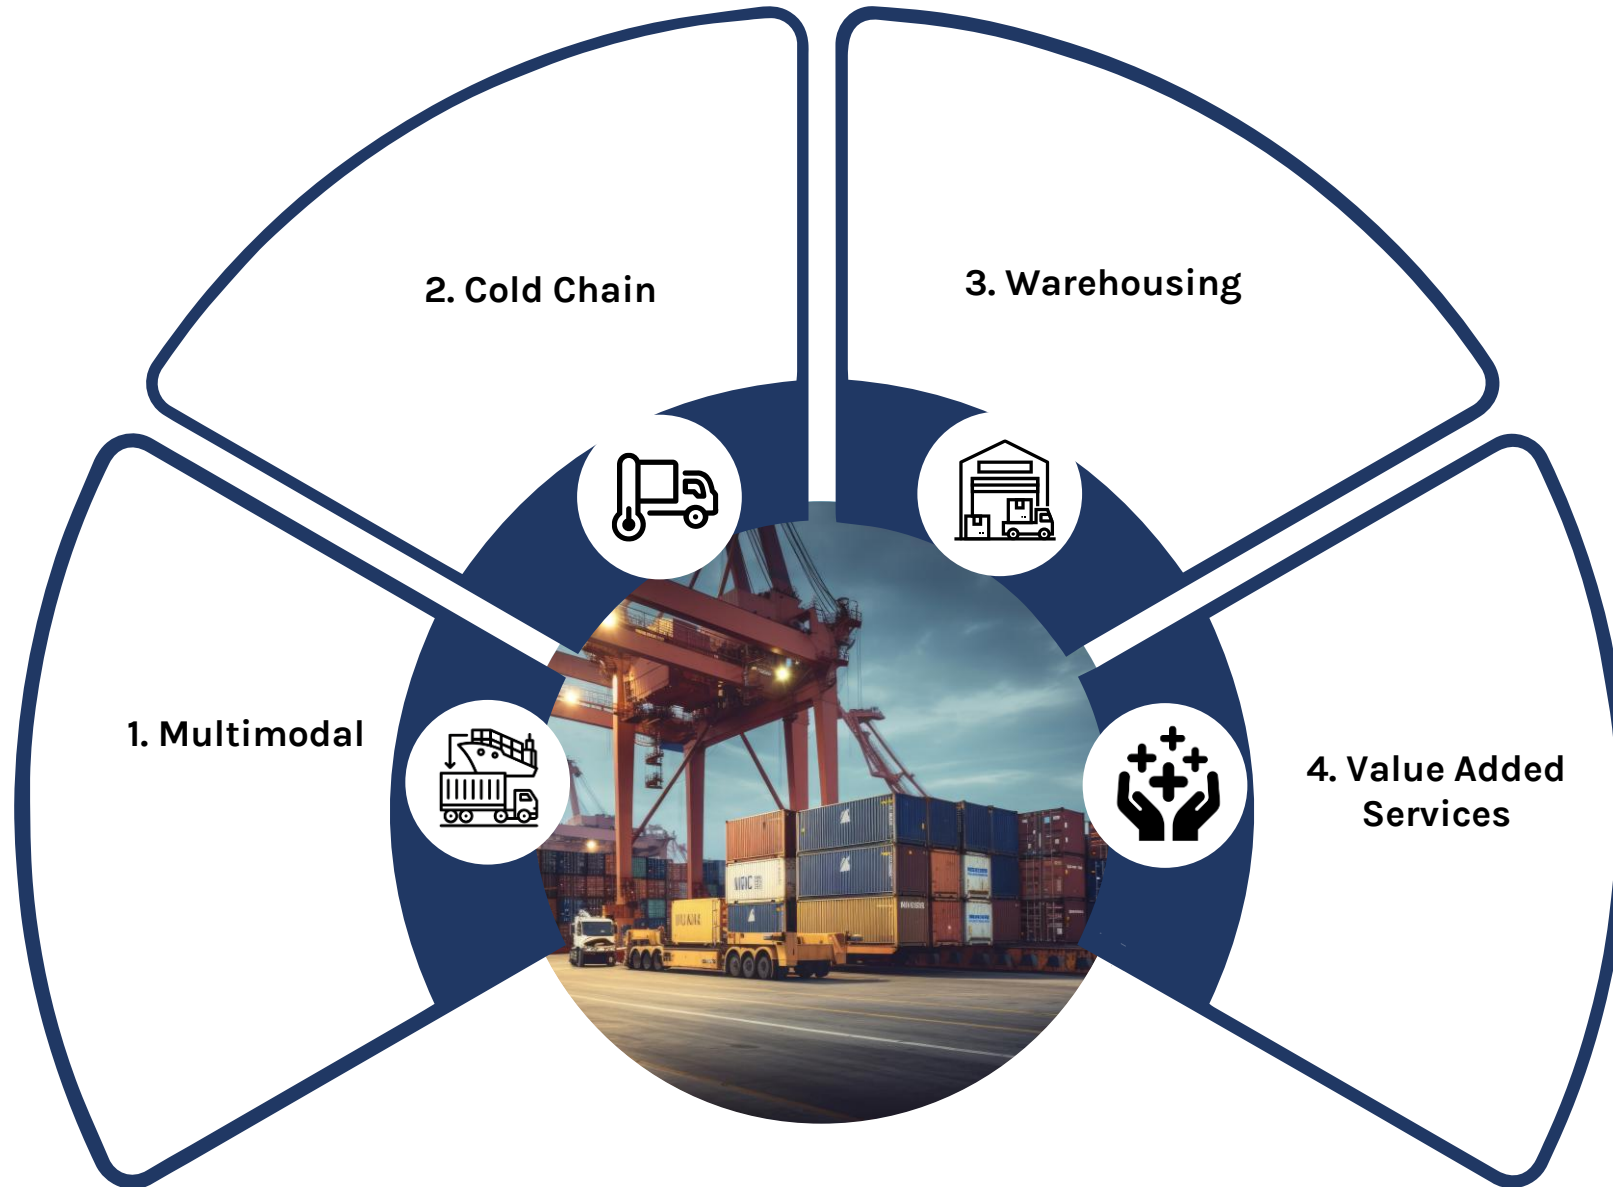 2. Cold Chain
3. Warehousing
1. Multimodal
4. Value Added
Services